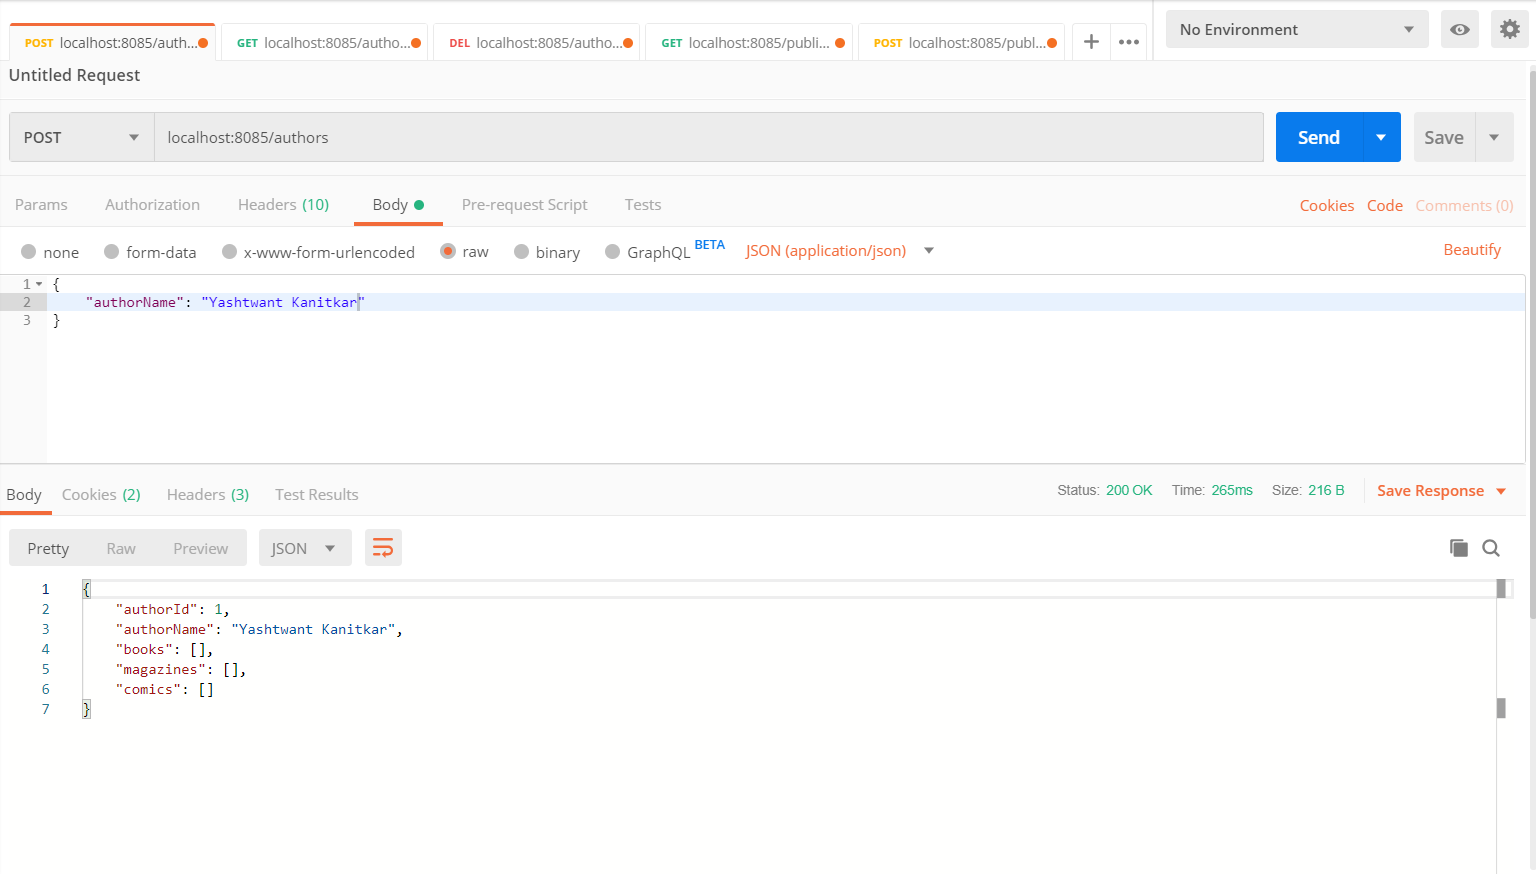 POST localhost:8085/auth... GET localhost:8085/autho... DEL localhost:8085/autho... GET localhost:8085/publi... POST localhost:8085/publ... No Environment
Untitled Request
POST localhost:8085/authors Send Save
Params Authorization Headers (10) Body Pre-request Script Tests Cookies Code Comments (0)
none form-data x-www-form-urlencoded raw binary GraphQL BETA JSON (application/json) Beautify
1 {
2 "authorName": "Yashtwant Kanitkar"
3 }
Body Cookies (2) Headers (3) Test Results Status: 200 OK Time: 265ms Size: 216 B Save Response
Pretty Raw Preview JSON
1 {
2 "authorId": 1,
3 "authorName": "Yashtwant Kanitkar",
4 "books": [],
5 "magazines": [],
6 "comics": []
7 }